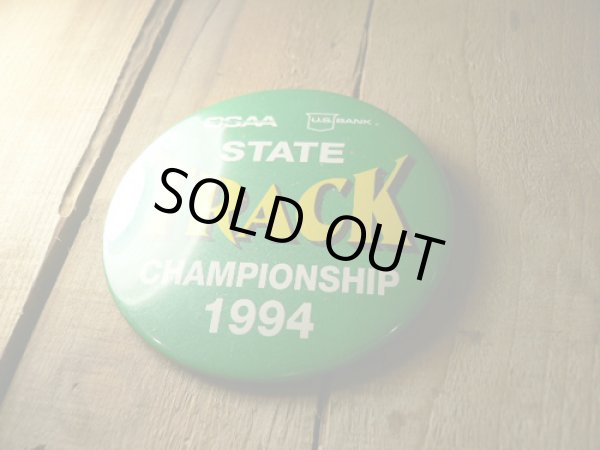 OSAA U.S. BANK
STATE
TRACK
SOLD OUT
CHAMPIONSHIP
1994